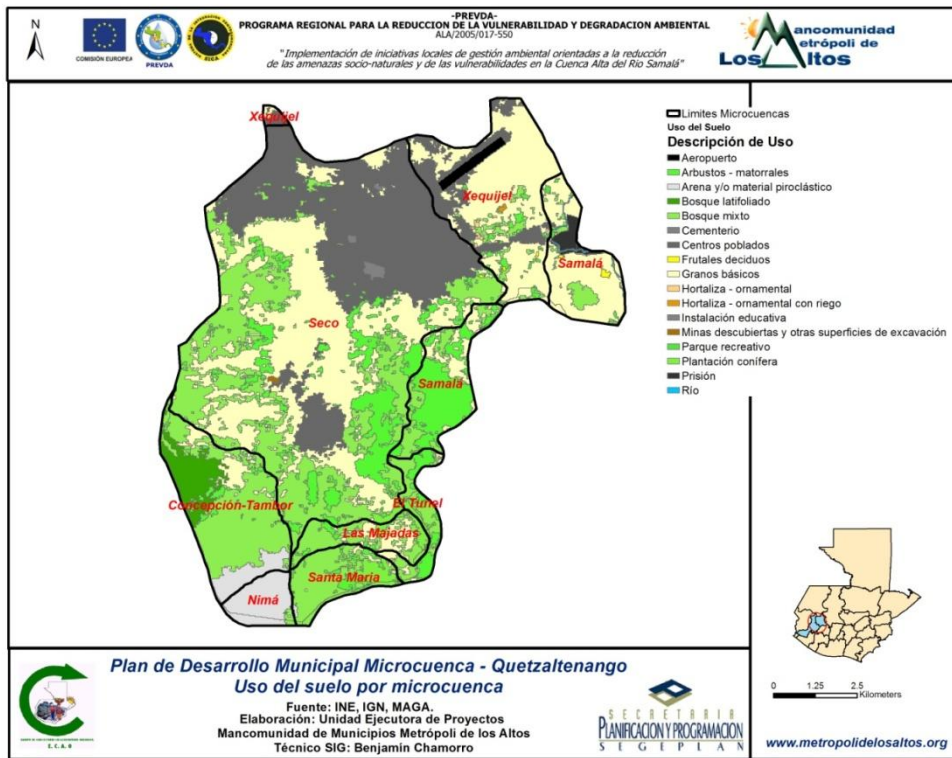 -PREVDA-
PROGRAMA REGIONAL PARA LA REDUCCION DE LA VULNERABILIDAD Y DEGRADACION AMBIENTAL
ALA/2005/017-550
"Implementación de iniciativas locales de gestión ambiental orientadas a la reducción
de las amenazas socio-naturales y de las vulnerabilidades en la Cuenca Alta del Río Samalá"
N
COMISIÓN EUROPEA
PREVDA
Mancomunidad
Metrópoli de
Los Altos
Xequijel
Xequijel
Samalá
Seco
Samalá
Concepción-Tambor
El Tunel
Las Majadas
Santa Maria
Nimá
Limites Microcuencas
Uso del Suelo
Descripción de Uso
Aeropuerto
Arbustos - matorrales
Arena y/o material piroclástico
Bosque latifoliado
Bosque mixto
Cementerio
Centros poblados
Frutales deciduos
Granos básicos
Hortaliza - ornamental
Hortaliza - ornamental con riego
Instalación educativa
Minas descubiertas y otras superficies de excavación
Parque recreativo
Plantación conífera
Prisión
Río
0 1.25 2.5
Kilometers
www.metropolidelosaltos.org
Plan de Desarrollo Municipal Microcuenca - Quetzaltenango
Uso del suelo por microcuenca
Fuente: INE, IGN, MAGA.
Elaboración: Unidad Ejecutora de Proyectos
Mancomunidad de Municipios Metrópoli de los Altos
Técnico SIG: Benjamín Chamorro
SECRETARIA
PLANIFICACIÓN Y PROGRAMACIÓN
SEGEPLAN